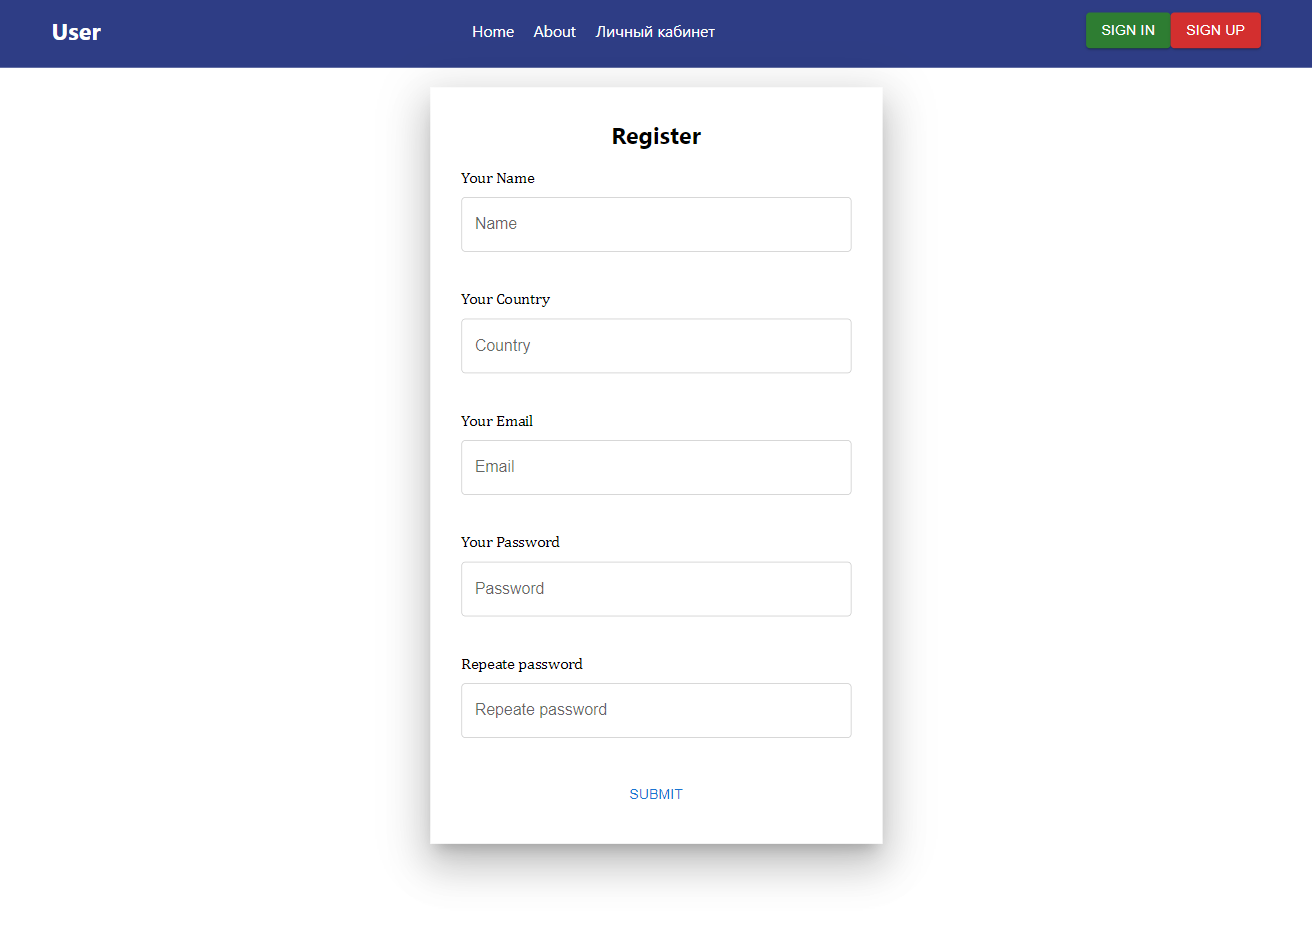 User Home About Личный кабинет SIGN IN SIGN UP
Register
Your Name
Name
Your Country
Country
Your Email
Email
Your Password
Password
Repeate password
Repeate password
SUBMIT